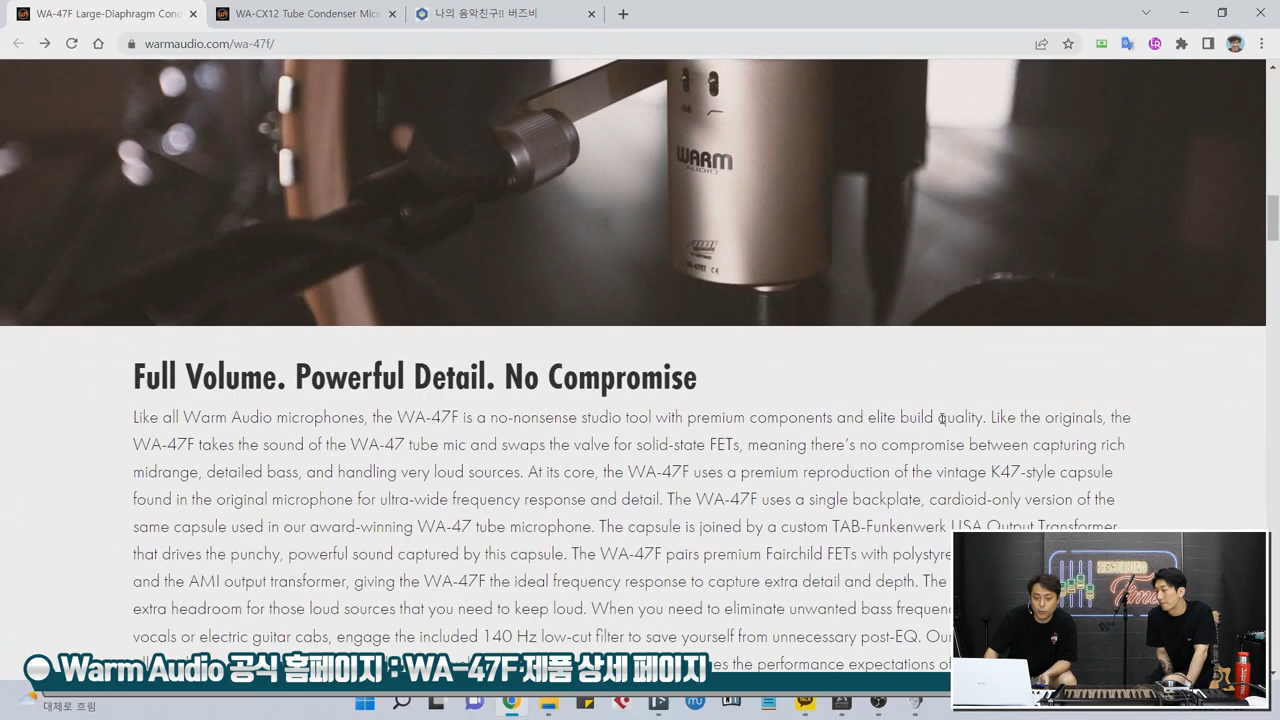 WA-47F Large-Diaphragm Cond
WA-CX12 Tube Condenser Micr
나의 음악친구!! 버즈비
warmaudio.com/wa-47f/
WARM
AUDIO
Full Volume. Powerful Detail. No Compromise
Like all Warm Audio microphones, the WA-47F is a no-nonsense studio tool with premium components and elite build quality. Like the originals, the
WA-47F takes the sound of the WA-47 tube mic and swaps the valve for solid-state FETs, meaning there's no compromise between capturing rich
midrange, detailed bass, and handling very loud sources. At its core, the WA-47F uses a premium reproduction of the vintage K47-style capsule
found in the original microphone for ultra-wide frequency response and detail. The WA-47F uses a single backplate, cardioid-only version of the
same capsule used in our award-winning WA-47 tube microphone. The capsule is joined by a custom TAB-Funkenwerk USA Output Transformer
that drives the punchy, powerful sound captured by this capsule. The WA-47F pairs premium Fairchild FETs with polystyre
and the AMI output transformer, giving the WA-47F the ideal frequency response to capture extra detail and depth. The
extra headroom for those loud sources that you need to keep loud. When you need to eliminate unwanted bass frequen
vocals or electric guitar cabs, engage the included 140 Hz low-cut filter to save yourself from unnecessary post-EQ. Our
es the performance expectations of
RECORDING
Time
Warm Audio 공식 홈페이지 : WA-47F 제품 상세 페이지
대체로 흐림